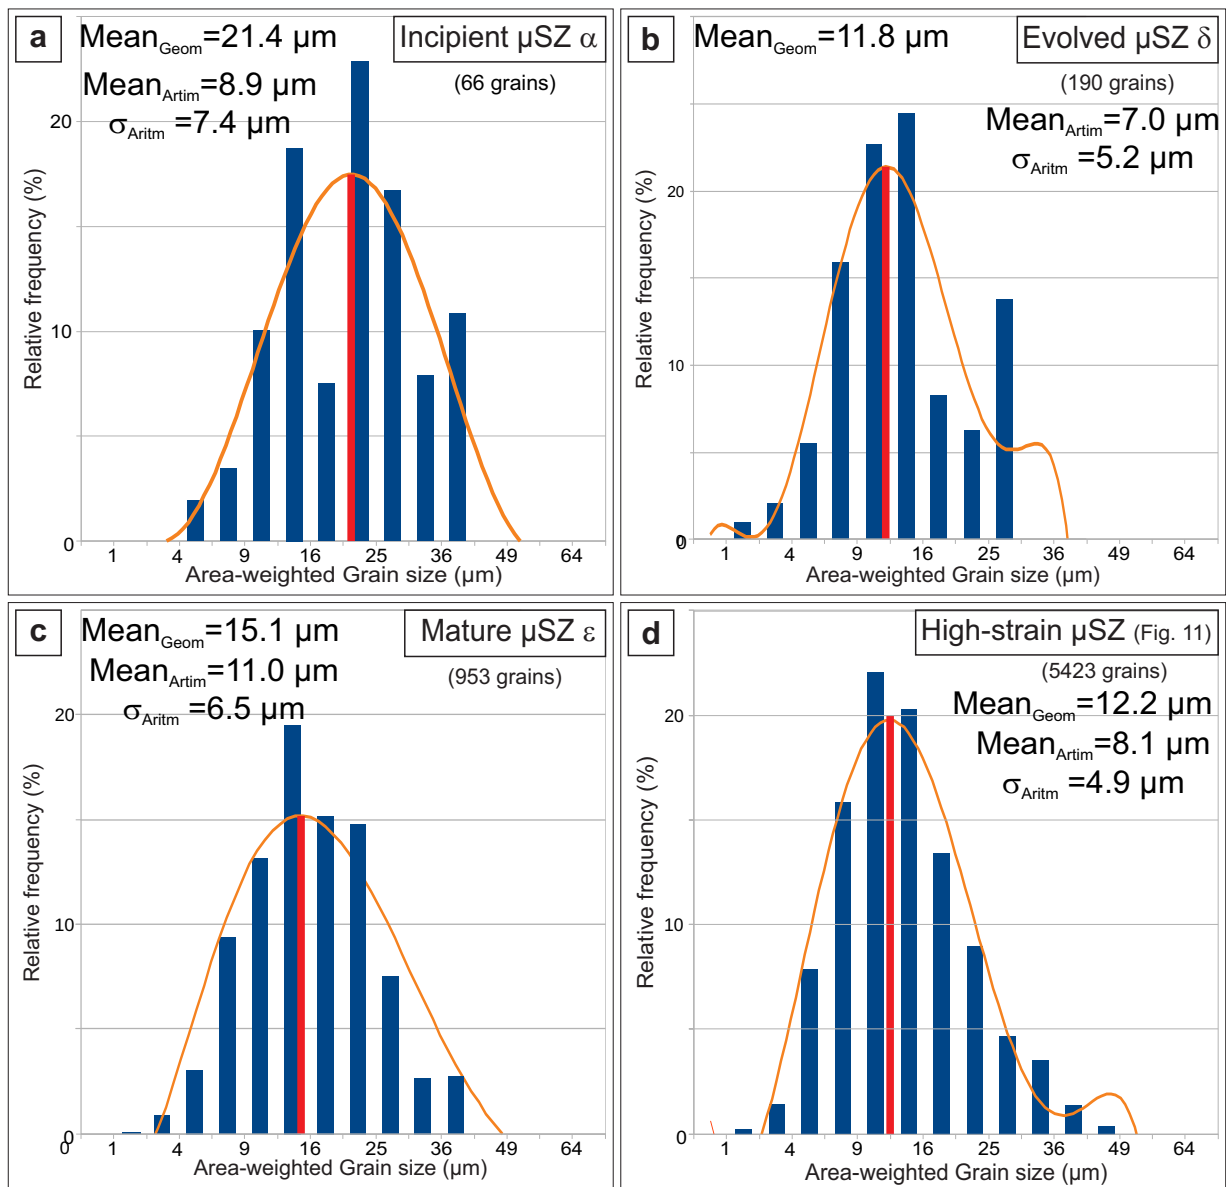 a
Mean_Geom=21.4 µm
Incipient µSZ α
(66 grains)
Mean_Artim=8.9 µm
σ_Aritm =7.4 µm
Relative frequency (%)
20
10
0
1 4 9 16 25 36 49 64
Area-weighted Grain size (µm)
b
Mean_Geom=11.8 µm
Evolved µSZ δ
(190 grains)
Mean_Artim=7.0 µm
σ_Aritm =5.2 µm
Relative frequency (%)
20
10
0
1 4 9 16 25 36 49 64
Area-weighted Grain size (µm)
c
Mean_Geom=15.1 µm
Mature µSZ ε
(953 grains)
Mean_Artim=11.0 µm
σ_Aritm =6.5 µm
Relative frequency (%)
20
10
0
1 4 9 16 25 36 49 64
Area-weighted Grain size (µm)
d
High-strain µSZ (Fig. 11)
(5423 grains)
Mean_Geom=12.2 µm
Mean_Artim=8.1 µm
σ_Aritm =4.9 µm
Relative frequency (%)
20
10
0
1 4 9 16 25 36 49 64
Area-weighted Grain size (µm)